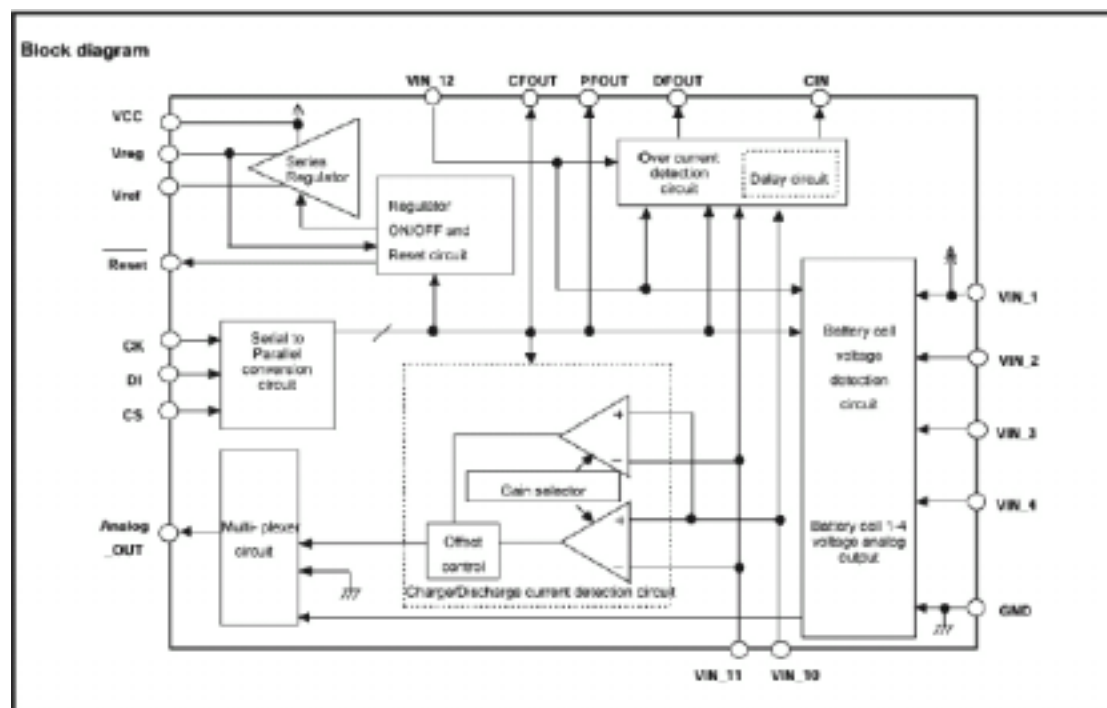 Block diagram
VIN_12
CFOUT
PFOUT
DFOUT
CIN
VCC
Vreg
Vref
Reset
CK
DI
CS
Analog
_OUT
Series
Regulator
Regulator
ON/OFF and
Reset circuit
Over current
detection
circuit
Delay circuit
Serial to
Parallel
conversion
circuit
Battery cell
voltage
detection
circuit
Battery cell 1-4
voltage analog
output
VIN_1
VIN_2
VIN_3
VIN_4
GND
+
−
Gain selector
+
−
Multi-plexer
circuit
Offset
control
Charge/Discharge current detection circuit
VIN_11
VIN_10